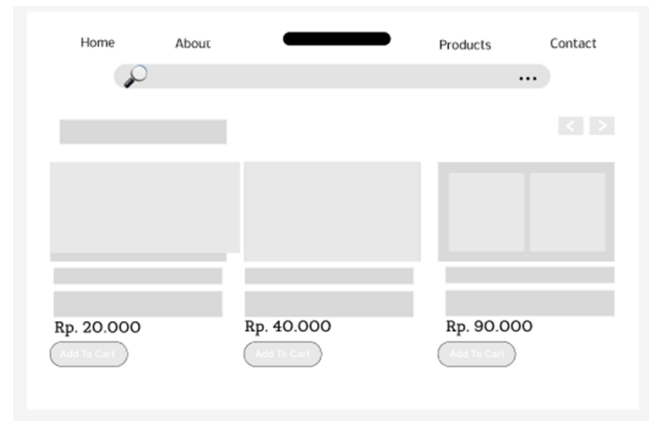 Home About Products Contact
...
< >
Rp. 20.000 Rp. 40.000 Rp. 90.000
Add To Cart Add To Cart Add To Cart